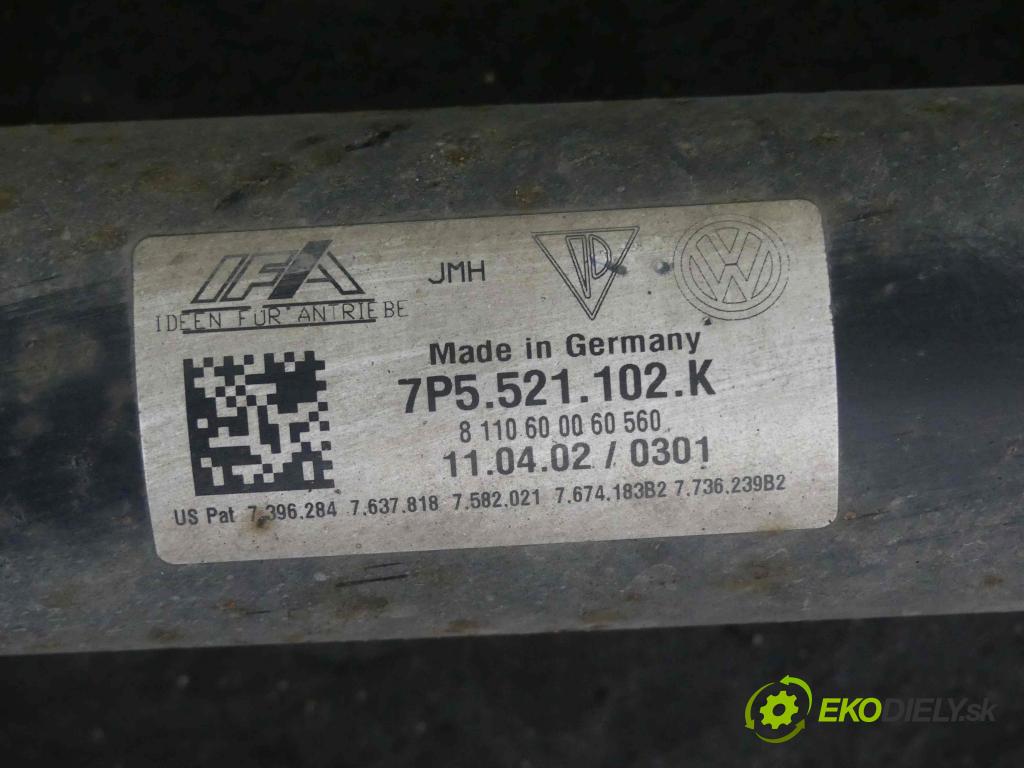 IFA
IDEEN FÜR ANTRIEBE
JMH
VW
Made in Germany
7P5.521.102.K
8 110 60 00 60 560
11.04.02 / 0301
US Pat 7.396.284 7.637.818 7.582.021 7.674.183B2 7.736.239B2
EKODIELY.sk